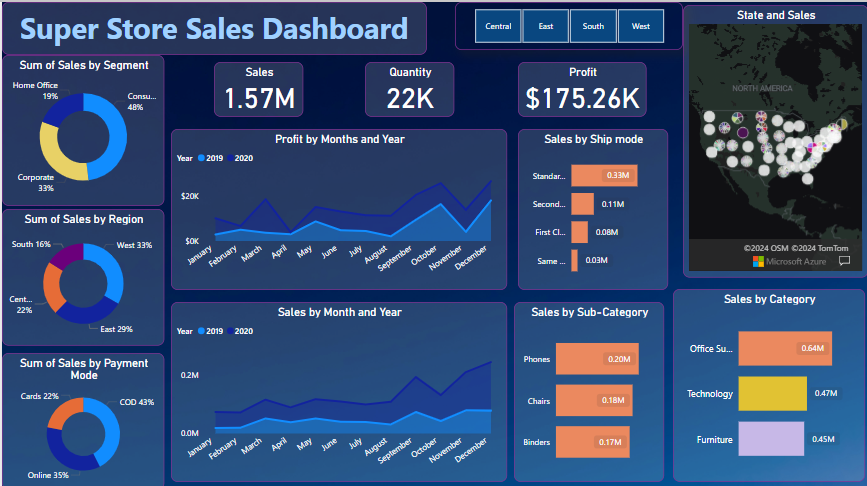 Super Store Sales Dashboard
Central
East
South
West
State and Sales
Sum of Sales by Segment
Home Office
19%
Consu...
48%
Corporate
33%
Sales
1.57M
Quantity
22K
Profit
$175.26K
NORTH AMERICA
©2024 OSM ©2024 TomTom
Microsoft Azure
Profit by Months and Year
Year 2019 2020
$20K
$0K
January
February
March
April
May
June
July
August
September
October
November
December
Sales by Ship mode
Standar...
0.33M
Second...
0.11M
First Cl...
0.08M
Same ...
0.03M
Sum of Sales by Region
South 16%
West 33%
Cent...
22%
East 29%
Sales by Month and Year
Year 2019 2020
0.2M
0.0M
January
February
March
April
May
June
July
August
September
October
November
December
Sales by Sub-Category
Phones
0.20M
Chairs
0.18M
Binders
0.17M
Sales by Category
Office Su...
0.64M
Technology
0.47M
Furniture
0.45M
Sum of Sales by Payment
Mode
Cards 22%
COD 43%
Online 35%